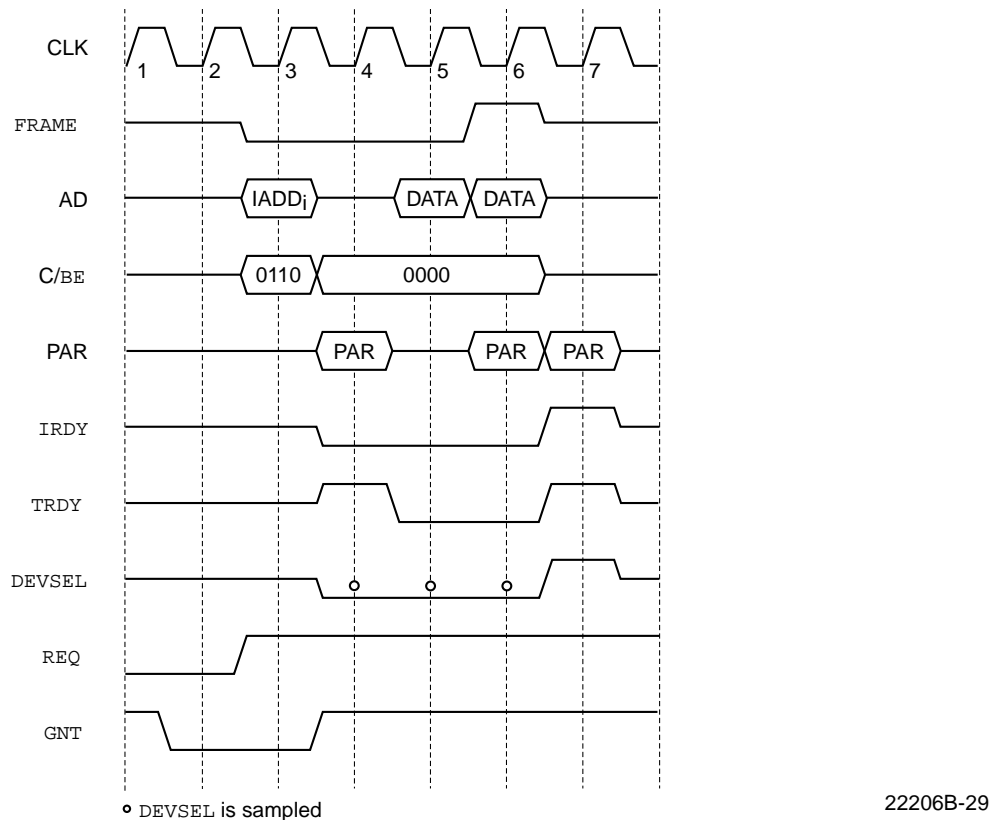 CLK
1 2 3 4 5 6 7
FRAME
AD
IADDi DATA DATA
C/BE
0110 0000
PAR
PAR PAR PAR
IRDY
TRDY
DEVSEL
REQ
GNT
DEVSEL is sampled
22206B-29